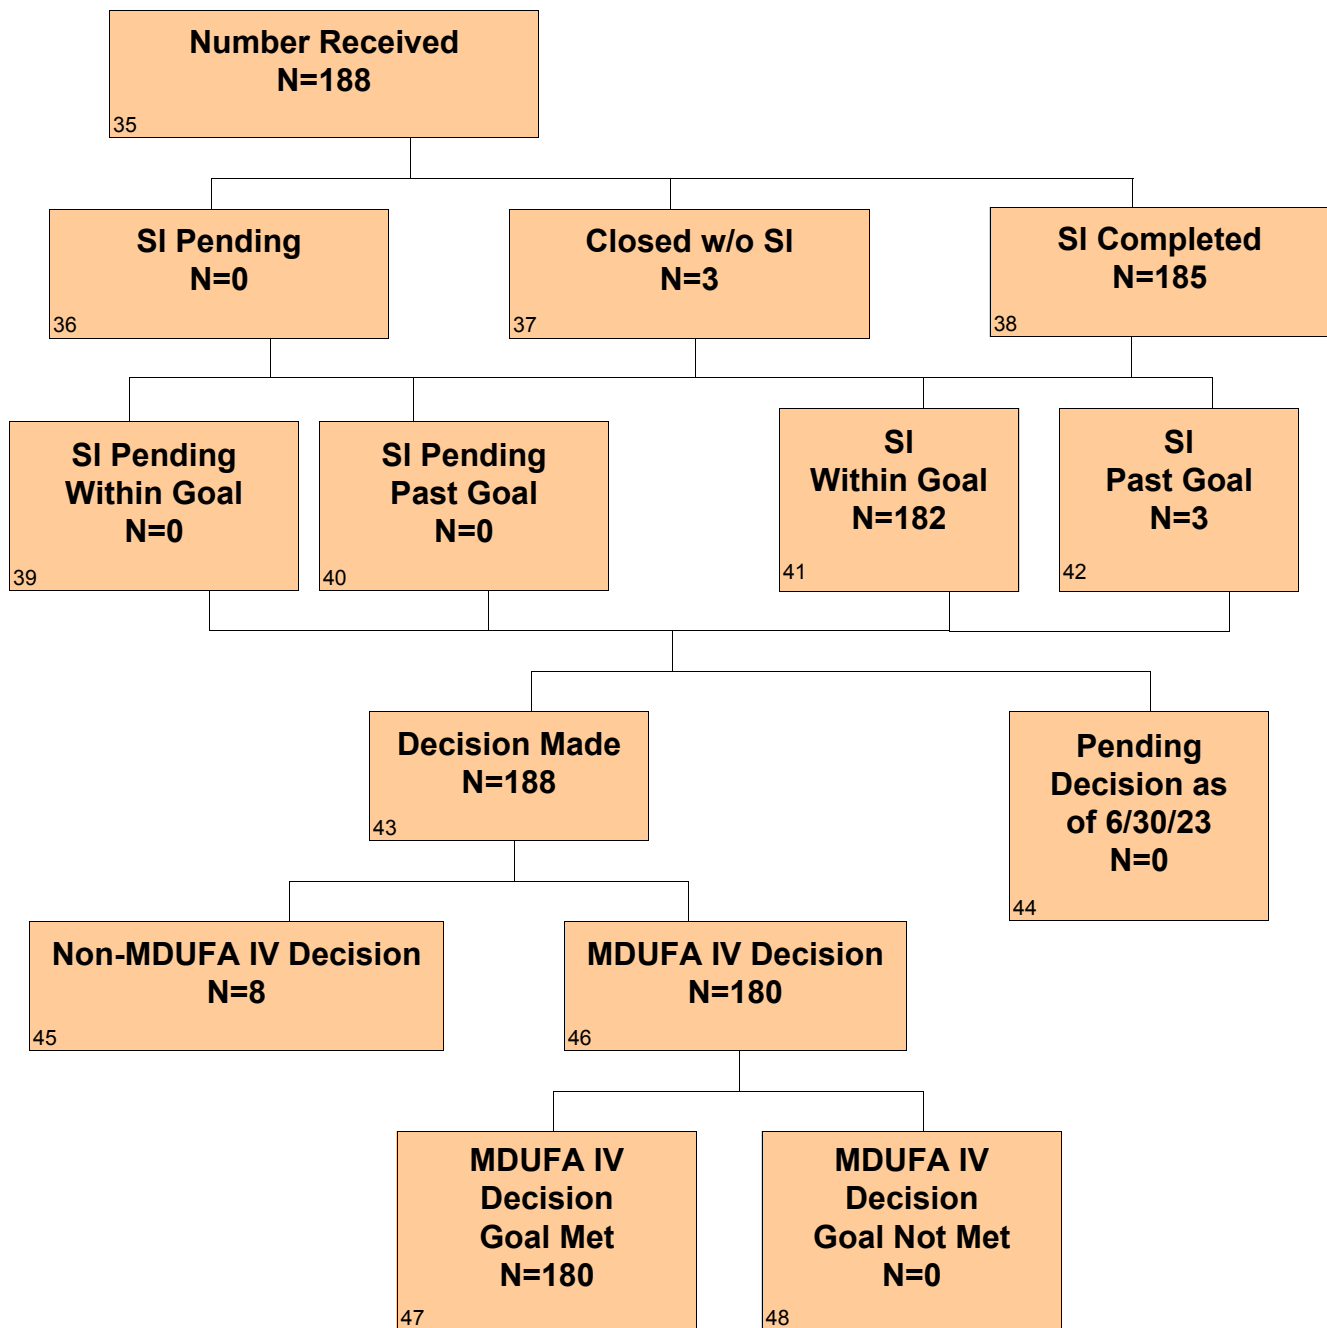 Number Received
N=188
35
SI Pending
N=0
36
Closed w/o SI
N=3
37
SI Completed
N=185
38
SI Pending
Within Goal
N=0
39
SI Pending
Past Goal
N=0
40
SI
Within Goal
N=182
41
SI
Past Goal
N=3
42
Decision Made
N=188
43
Pending
Decision as
of 6/30/23
N=0
44
Non-MDUFA IV Decision
N=8
45
MDUFA IV Decision
N=180
46
MDUFA IV
Decision
Goal Met
N=180
47
MDUFA IV
Decision
Goal Not Met
N=0
48